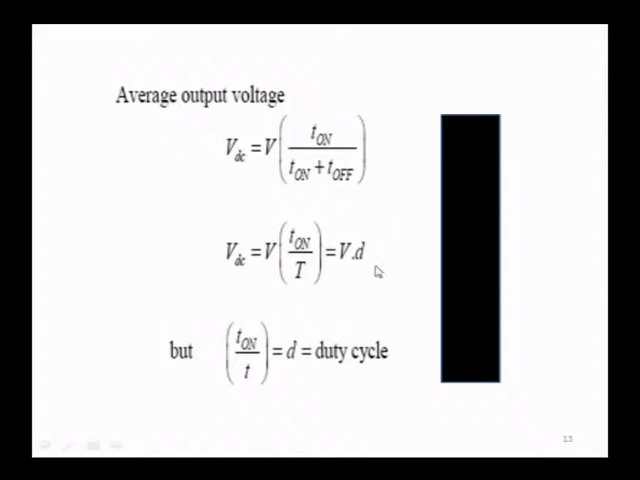 Average output voltage
V_dc = V ( t_ON / (t_ON + t_OFF) )
V_dc = V ( t_ON / T ) = V.d
but ( t_ON / t ) = d = duty cycle
13